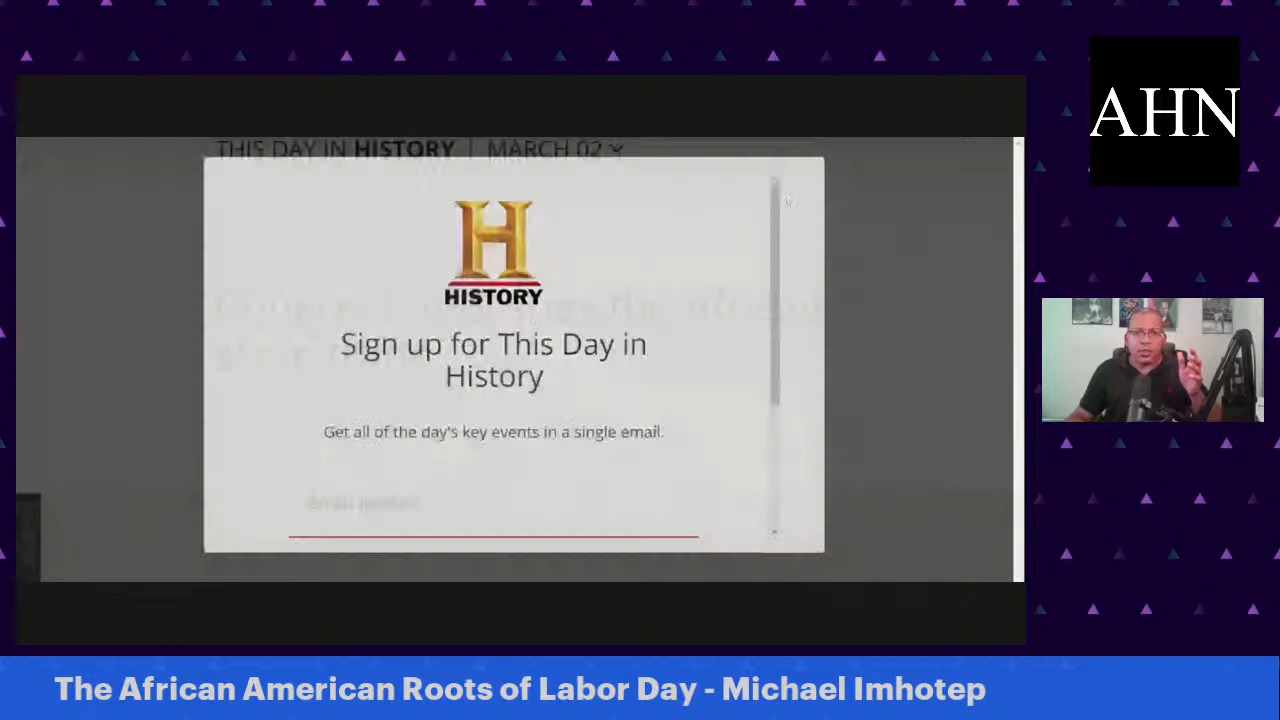 AHN
THIS DAY IN HISTORY | MARCH 02
HISTORY
Sign up for This Day in
History
Get all of the day's key events in a single email.
The African American Roots of Labor Day - Michael Imhotep